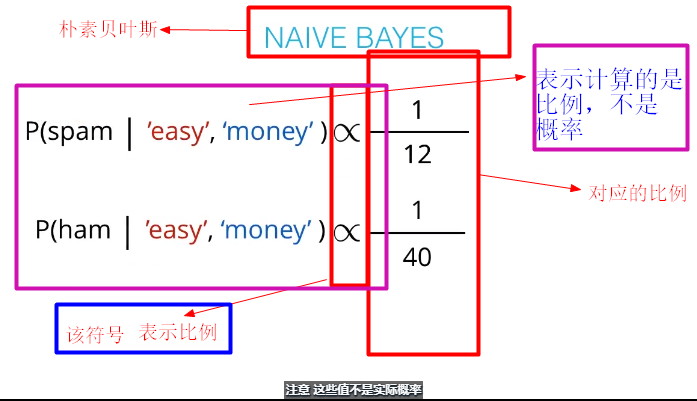 朴素贝叶斯
NAIVE BAYES
表示计算的是
比例，不是
概率
P(spam | 'easy', 'money' ) ∝ 1/12
对应的比例
P(ham | 'easy', 'money' ) ∝ 1/40
该符号 表示比例
注意 这些值不是实际概率